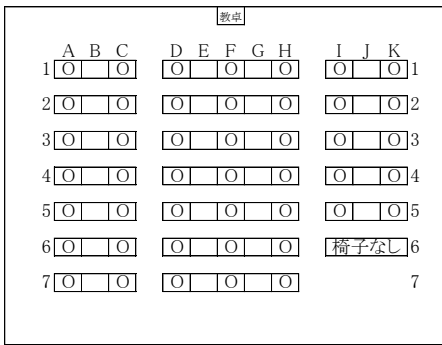 教卓
A B C D E F G H I J K
1 O O O O O O O 1
2 O O O O O O O 2
3 O O O O O O O 3
4 O O O O O O O 4
5 O O O O O O O 5
6 O O O O O 椅子なし 6
7 O O O O O 7